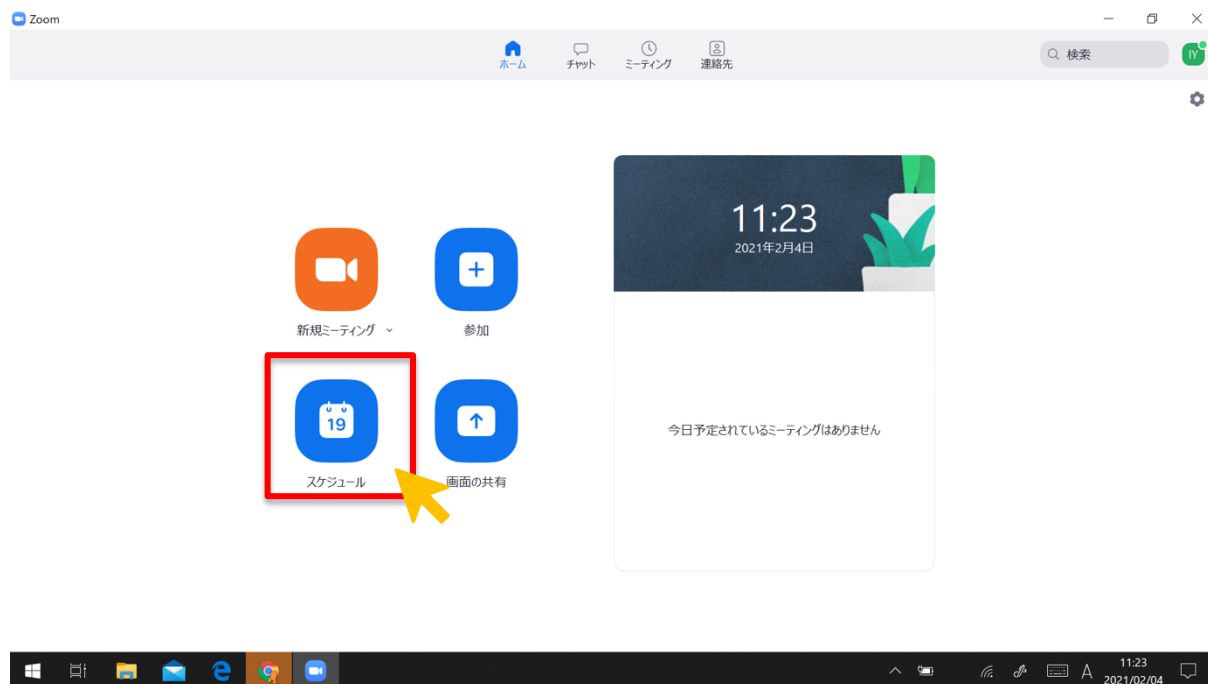 Zoom
ホーム
チャット
ミーティング
連絡先
検索
IY
11:23
2021年2月4日
新規ミーティング
参加
19
スケジュール
画面の共有
今日予定されているミーティングはありません
A
11:23
2021/02/04